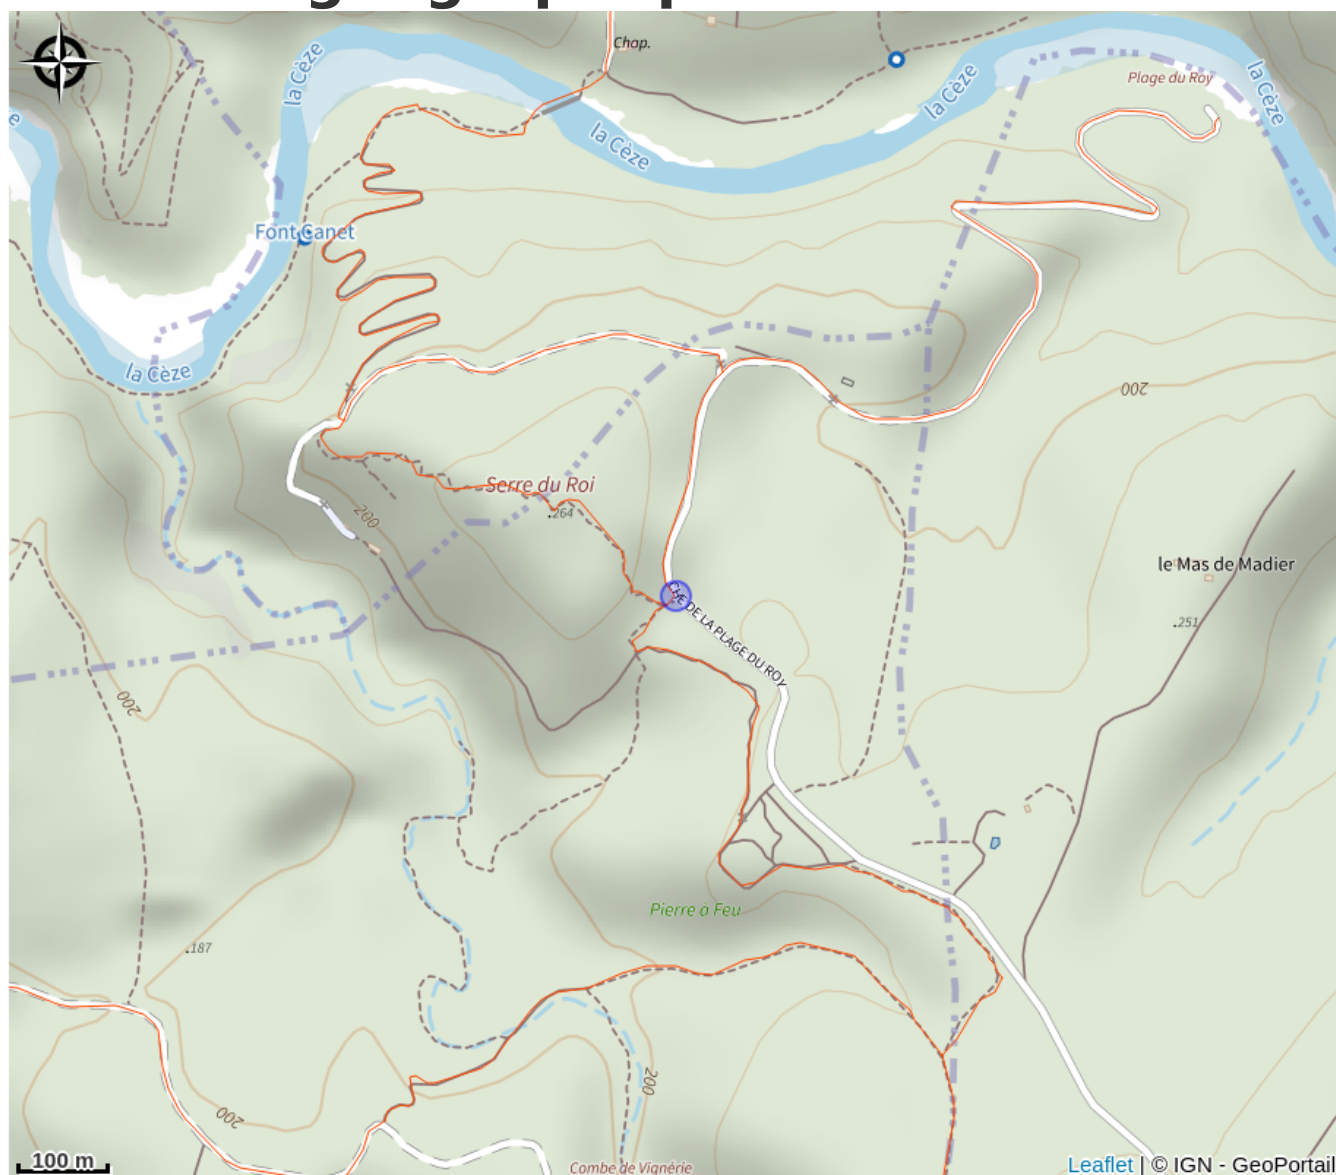 Chap.
la Cèze
la Cèze
Plage du Roy
la Cèze
la Cèze
Font Canet
la Cèze
200
Serre du Roi
264
200
le Mas de Madier
CHE DE LA PLAGE DU ROY
251
200
Pierre à Feu
187
200
200
Combe de Vignérie
100 m
Leaflet | © IGN - GeoPortail